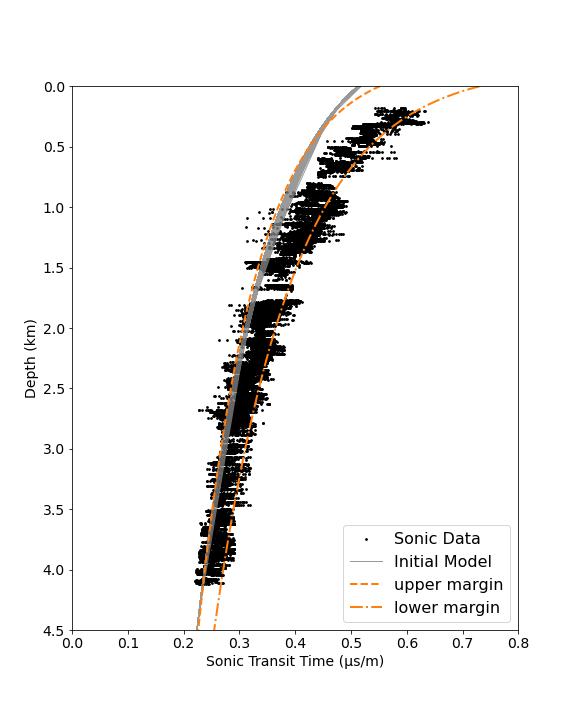 0.0
0.5
1.0
1.5
2.0
2.5
3.0
3.5
4.0
4.5
Depth (km)
Sonic Data
Initial Model
upper margin
lower margin
0.0 0.2 0.3 0.4 0.5 0.6 0.7 0.8
Sonic Transit Time (μs/m)